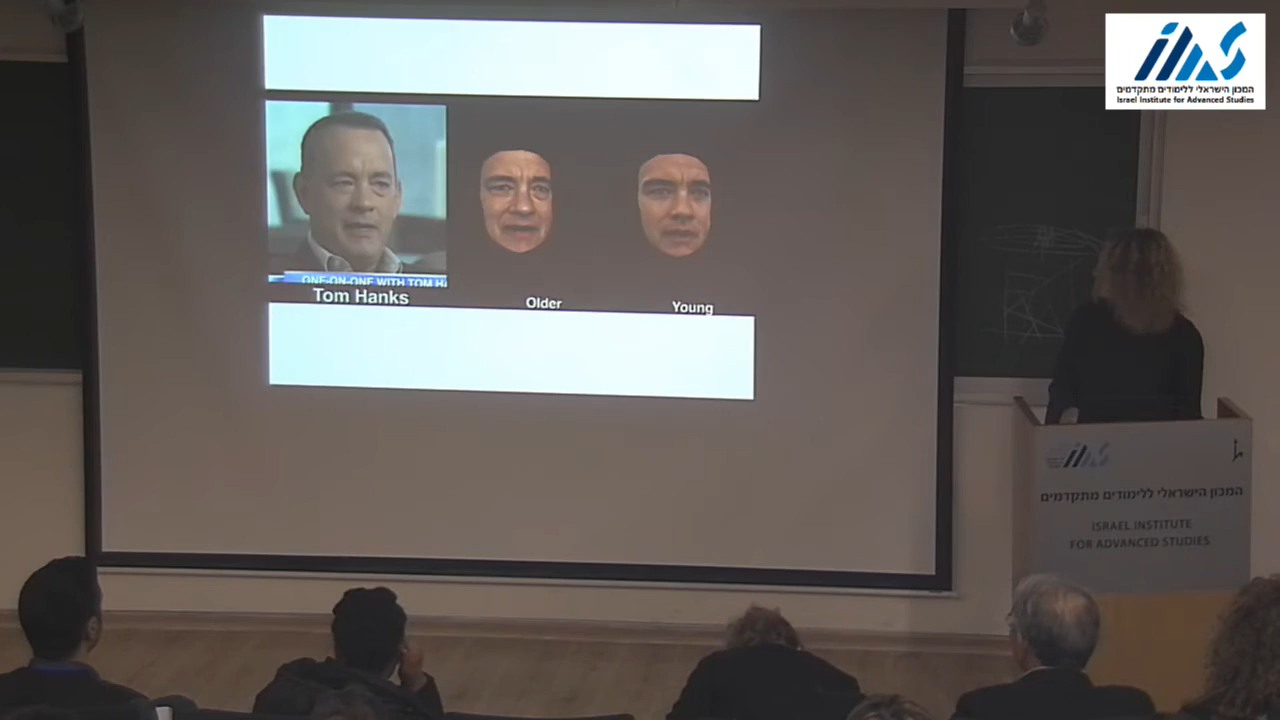 המכון הישראלי ללימודים מתקדמים
Israel Institute for Advanced Studies
ONE-ON-ONE WITH TOM H
Tom Hanks
Older
Young
המכון הישראלי ללימודים מתקדמים
ISRAEL INSTITUTE
FOR ADVANCED STUDIES